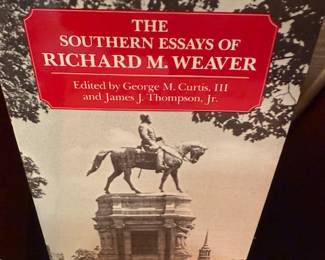 THE
SOUTHERN ESSAYS OF
RICHARD M. WEAVER
Edited by George M. Curtis, III
and James J. Thompson, Jr.